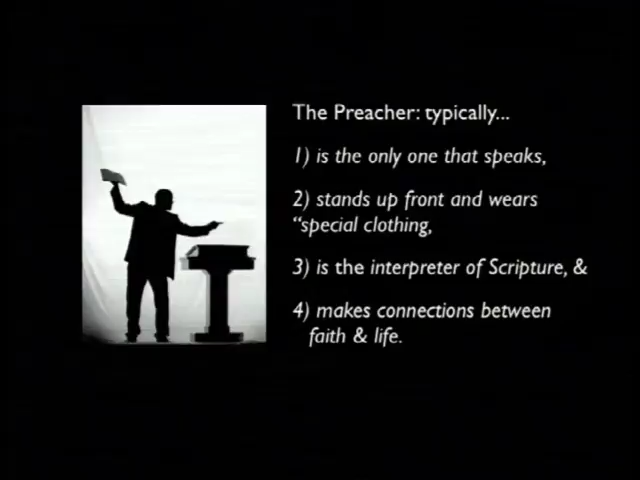 The Preacher: typically...
1) is the only one that speaks,
2) stands up front and wears
“special clothing,
3) is the interpreter of Scripture, &
4) makes connections between
faith & life.